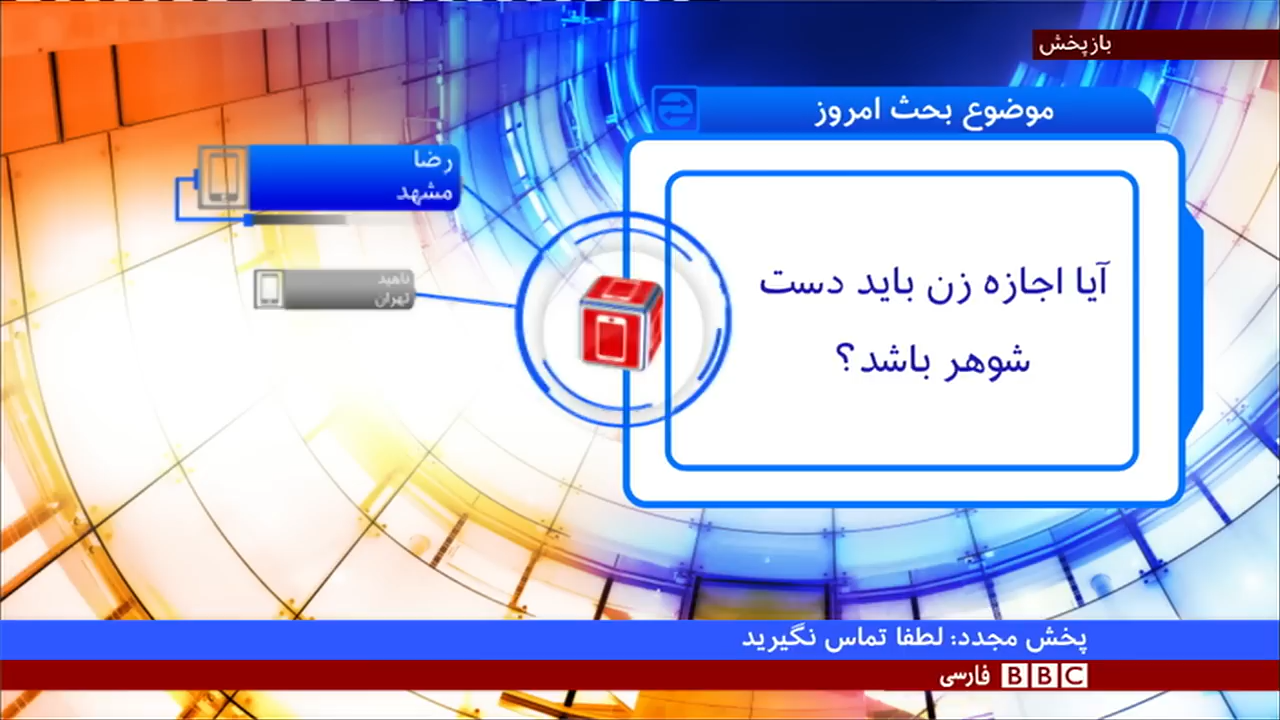 بازپخش
موضوع بحث امروز
رضا
مشهد
ناهید
تهران
آیا اجازه زن باید دست
شوهر باشد؟
پخش مجدد: لطفا تماس نگیرید
BBC فارسی